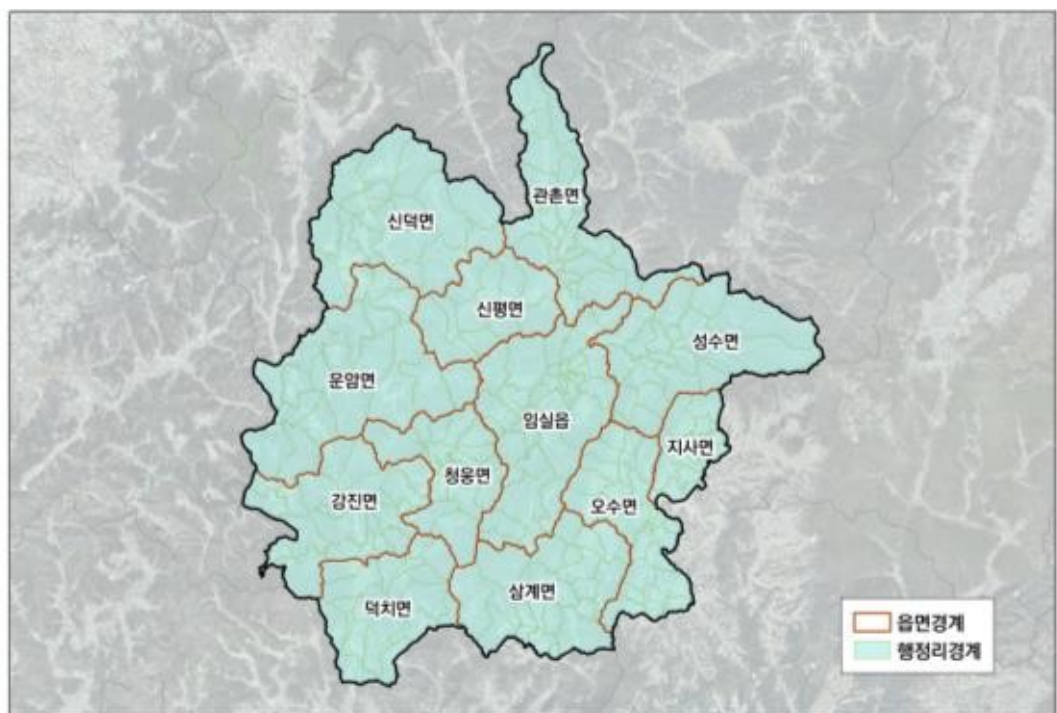 관촌면
신덕면
신평면
성수면
운암면
임실읍
지사면
청웅면
강진면
오수면
삼계면
덕치면
읍면경계
행정리경계